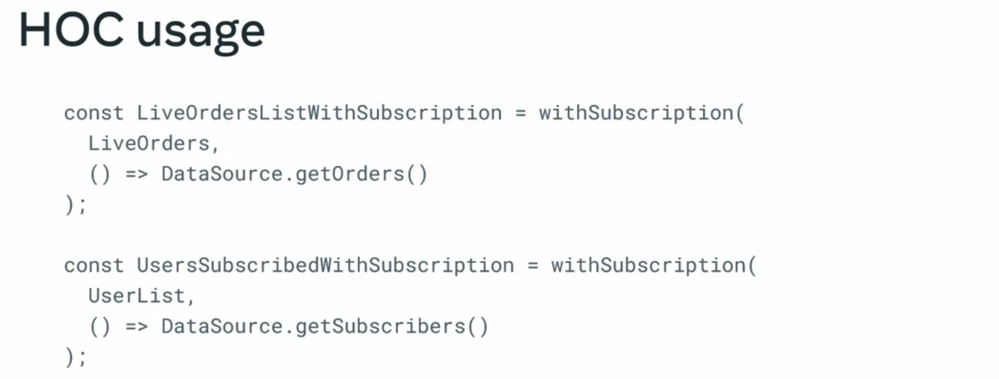 HOC usage
const LiveOrdersListWithSubscription = withSubscription(
  LiveOrders,
  () => DataSource.getOrders()
);
const UsersSubscribedWithSubscription = withSubscription(
  UserList,
  () => DataSource.getSubscribers()
);